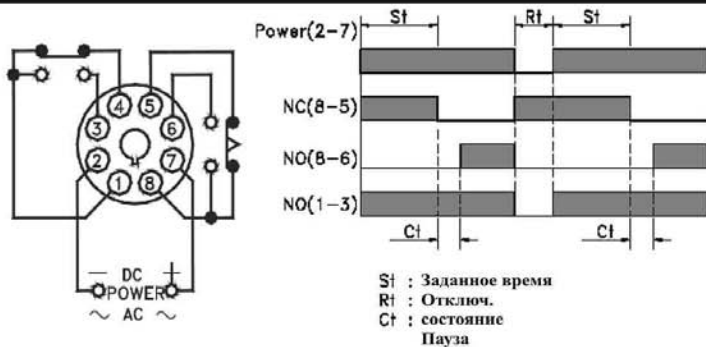 St Rt St
Power(2-7)
NC(8-5)
NO(8-6)
NO(1-3)
Ct Ct
4 5
3 6
2 7
1 8
— DC +
POWER
~ AC ~
St : Заданное время
Rt : Отключ.
Ct : состояние
Пауза